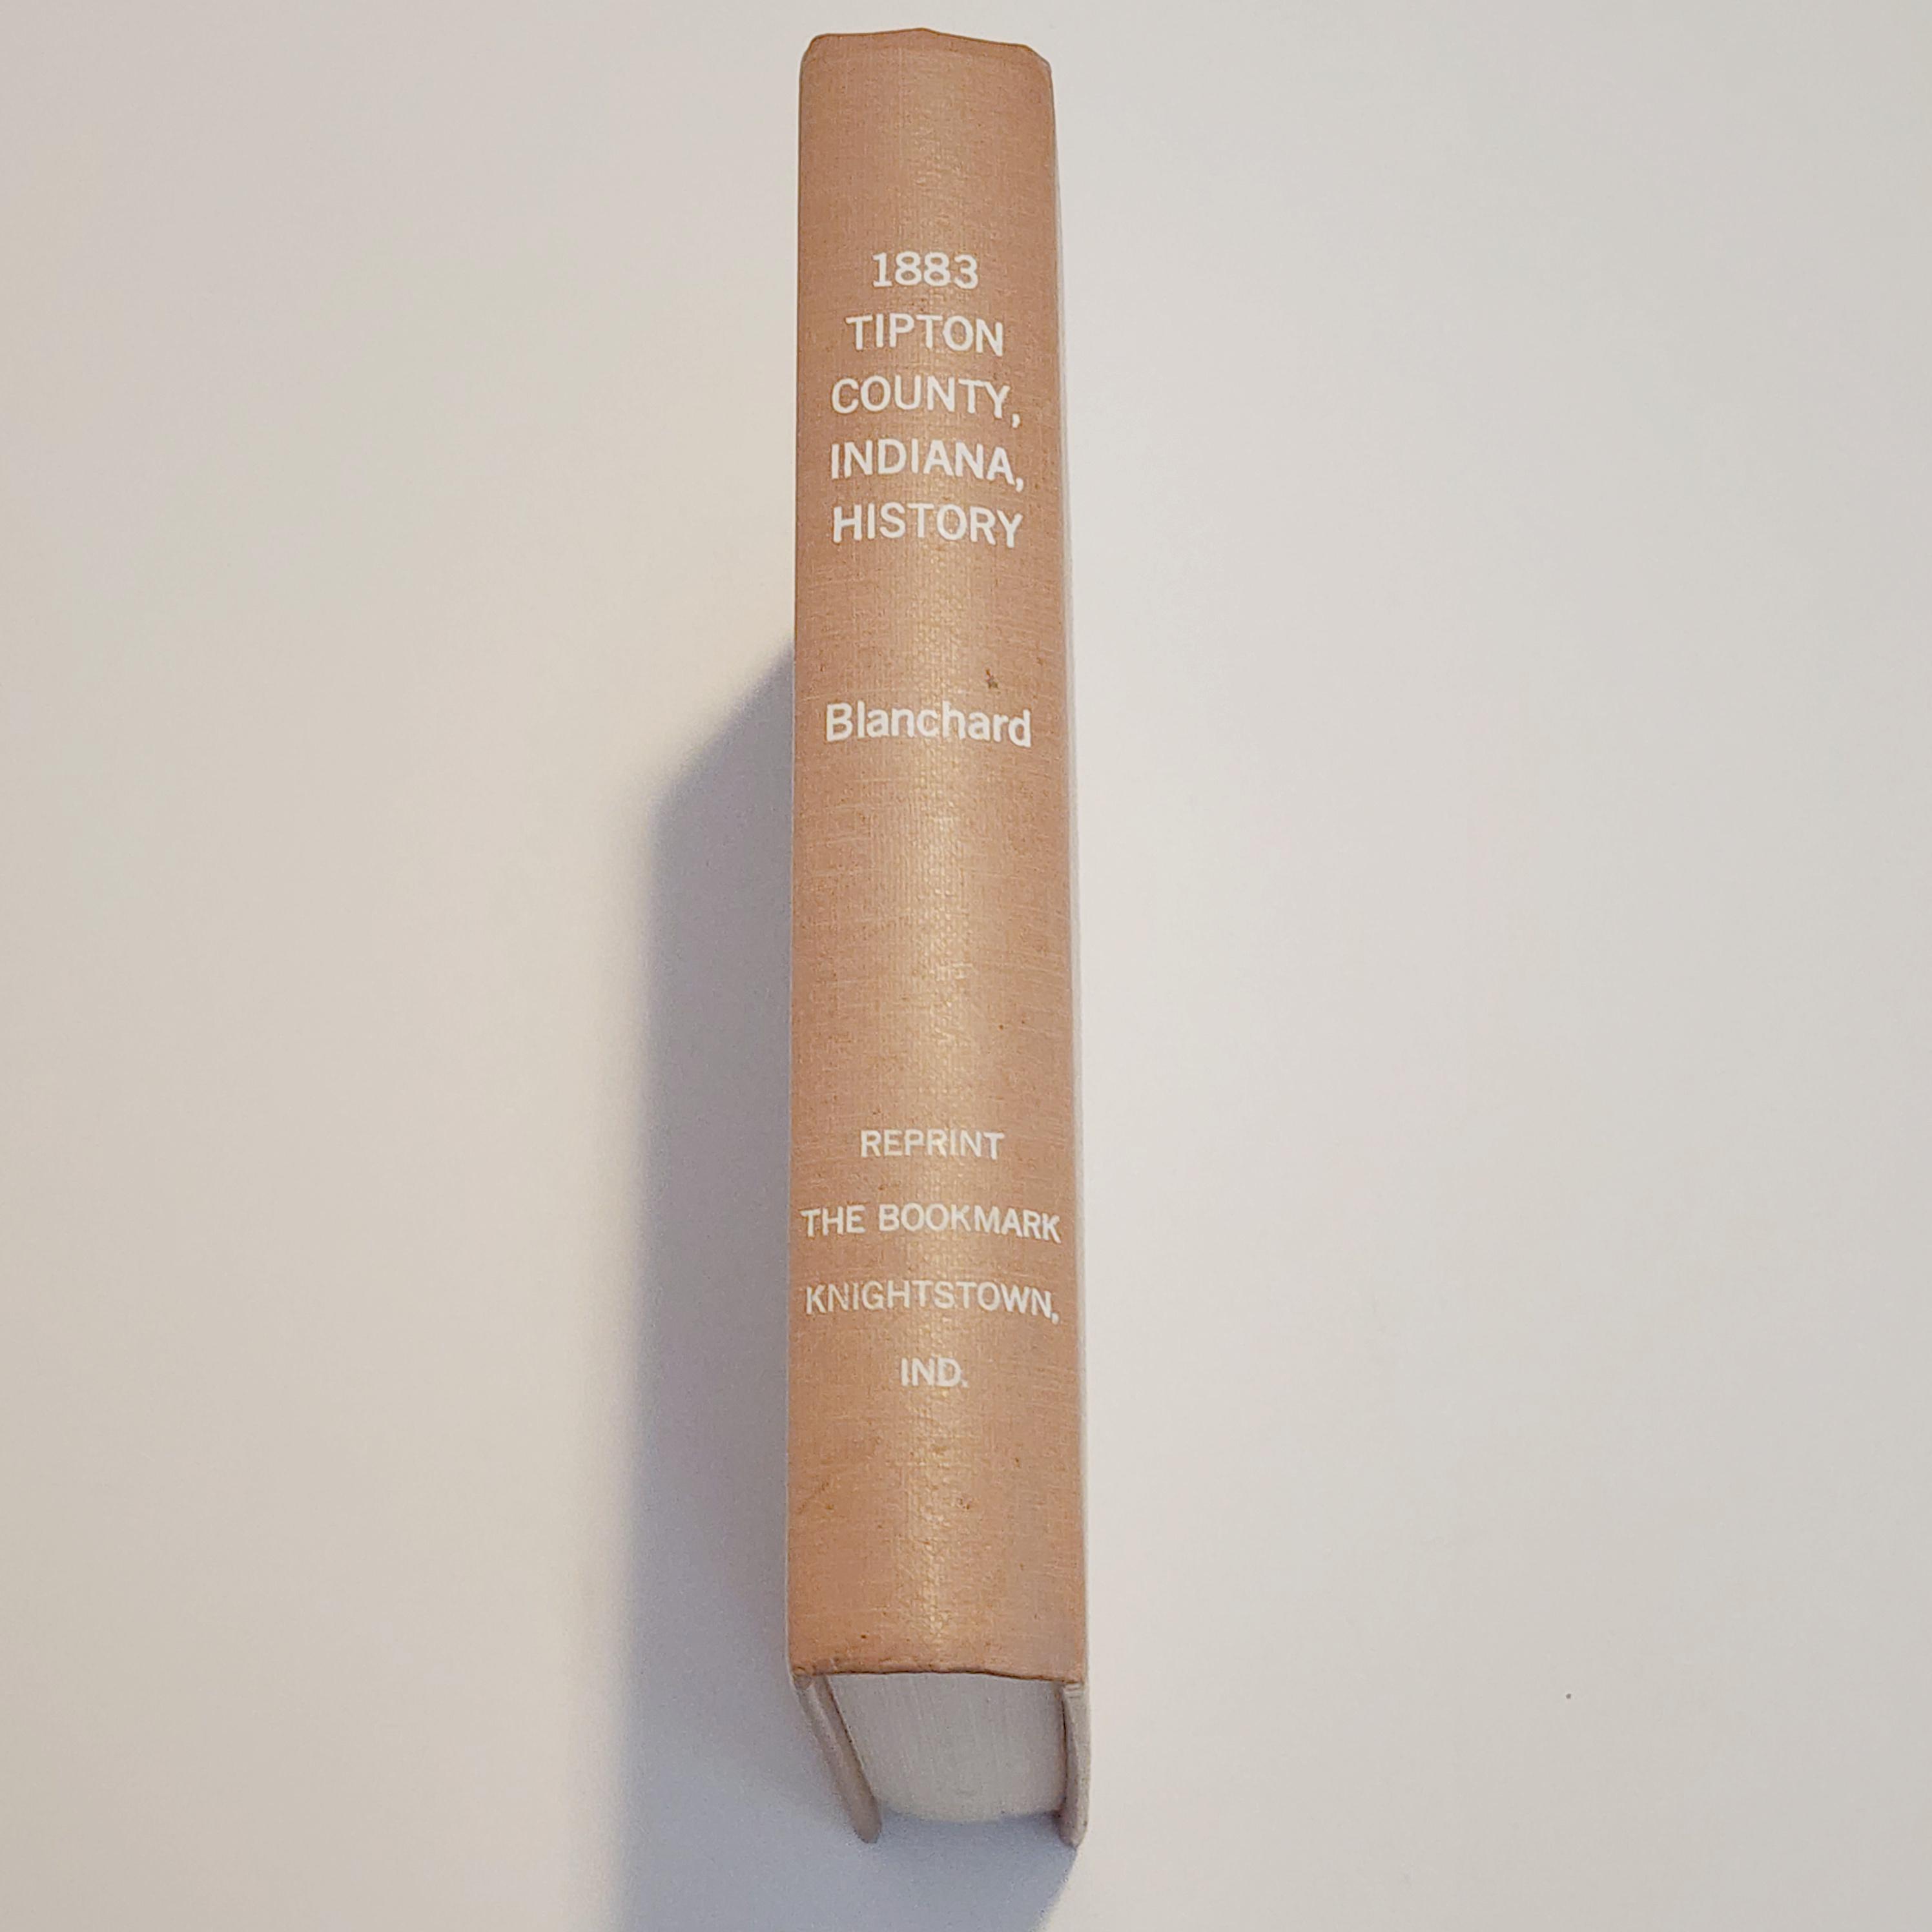 1883
TIPTON
COUNTY,
INDIANA,
HISTORY
Blanchard
REPRINT
THE BOOKMARK
KNIGHTSTOWN,
IND.